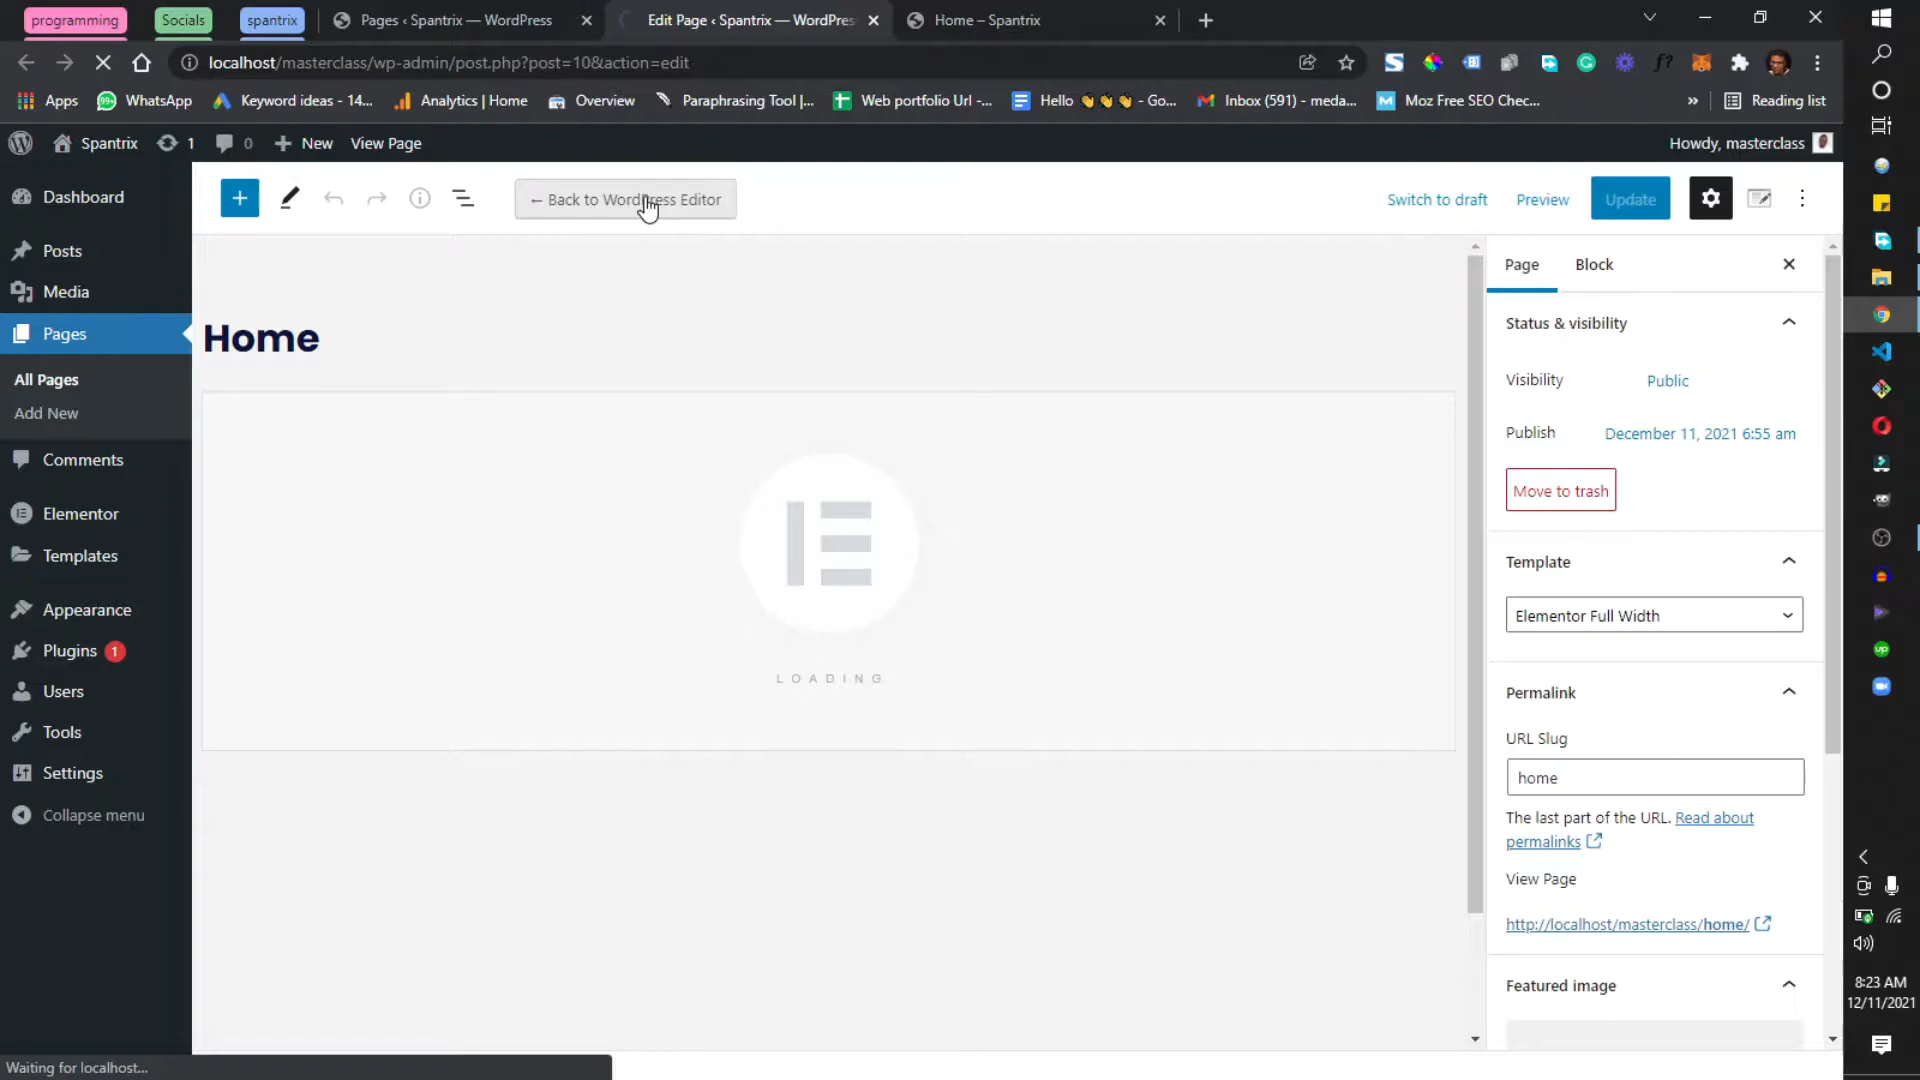 programming
Socials
spantrix
Pages ‹ Spantrix — WordPress
Edit Page ‹ Spantrix — WordPres
Home – Spantrix
localhost/masterclass/wp-admin/post.php?post=10&action=edit
Apps
WhatsApp
Keyword ideas - 14...
Analytics | Home
Overview
Paraphrasing Tool |...
Web portfolio Url -...
Hello 👏👏👏 - Go...
Inbox (591) - meda...
Moz Free SEO Chec...
»
Reading list
Spantrix
1
0
New
View Page
Howdy, masterclass
Dashboard
Posts
Media
Pages
All Pages
Add New
Comments
Elementor
Templates
Appearance
Plugins 1
Users
Tools
Settings
Collapse menu
← Back to WordPress Editor
Switch to draft
Preview
Update
Home
LOADING
Page
Block
Status & visibility
Visibility
Public
Publish
December 11, 2021 6:55 am
Move to trash
Template
Elementor Full Width
Permalink
URL Slug
home
The last part of the URL. Read about
permalinks
View Page
http://localhost/masterclass/home/
Featured image
Waiting for localhost...
8:23 AM
12/11/2021